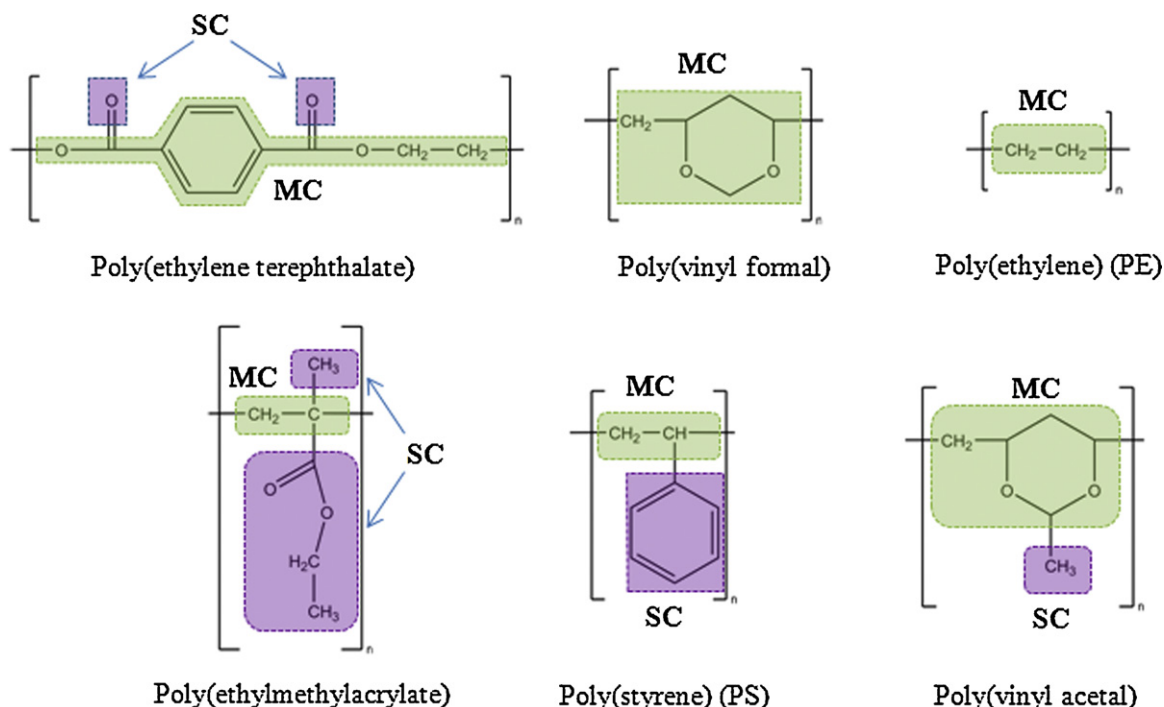 SC
MC
MC
O
O
O
O
CH2
CH2
MC
n
CH2
O
O
n
CH2
CH2
n
Poly(ethylene terephthalate)
Poly(vinyl formal)
Poly(ethylene) (PE)
MC
CH3
CH2
C
SC
O
O
H2C
CH3
n
MC
CH2
CH
SC
n
MC
CH2
O
O
CH3
SC
n
Poly(ethylmethylacrylate)
Poly(styrene) (PS)
Poly(vinyl acetal)